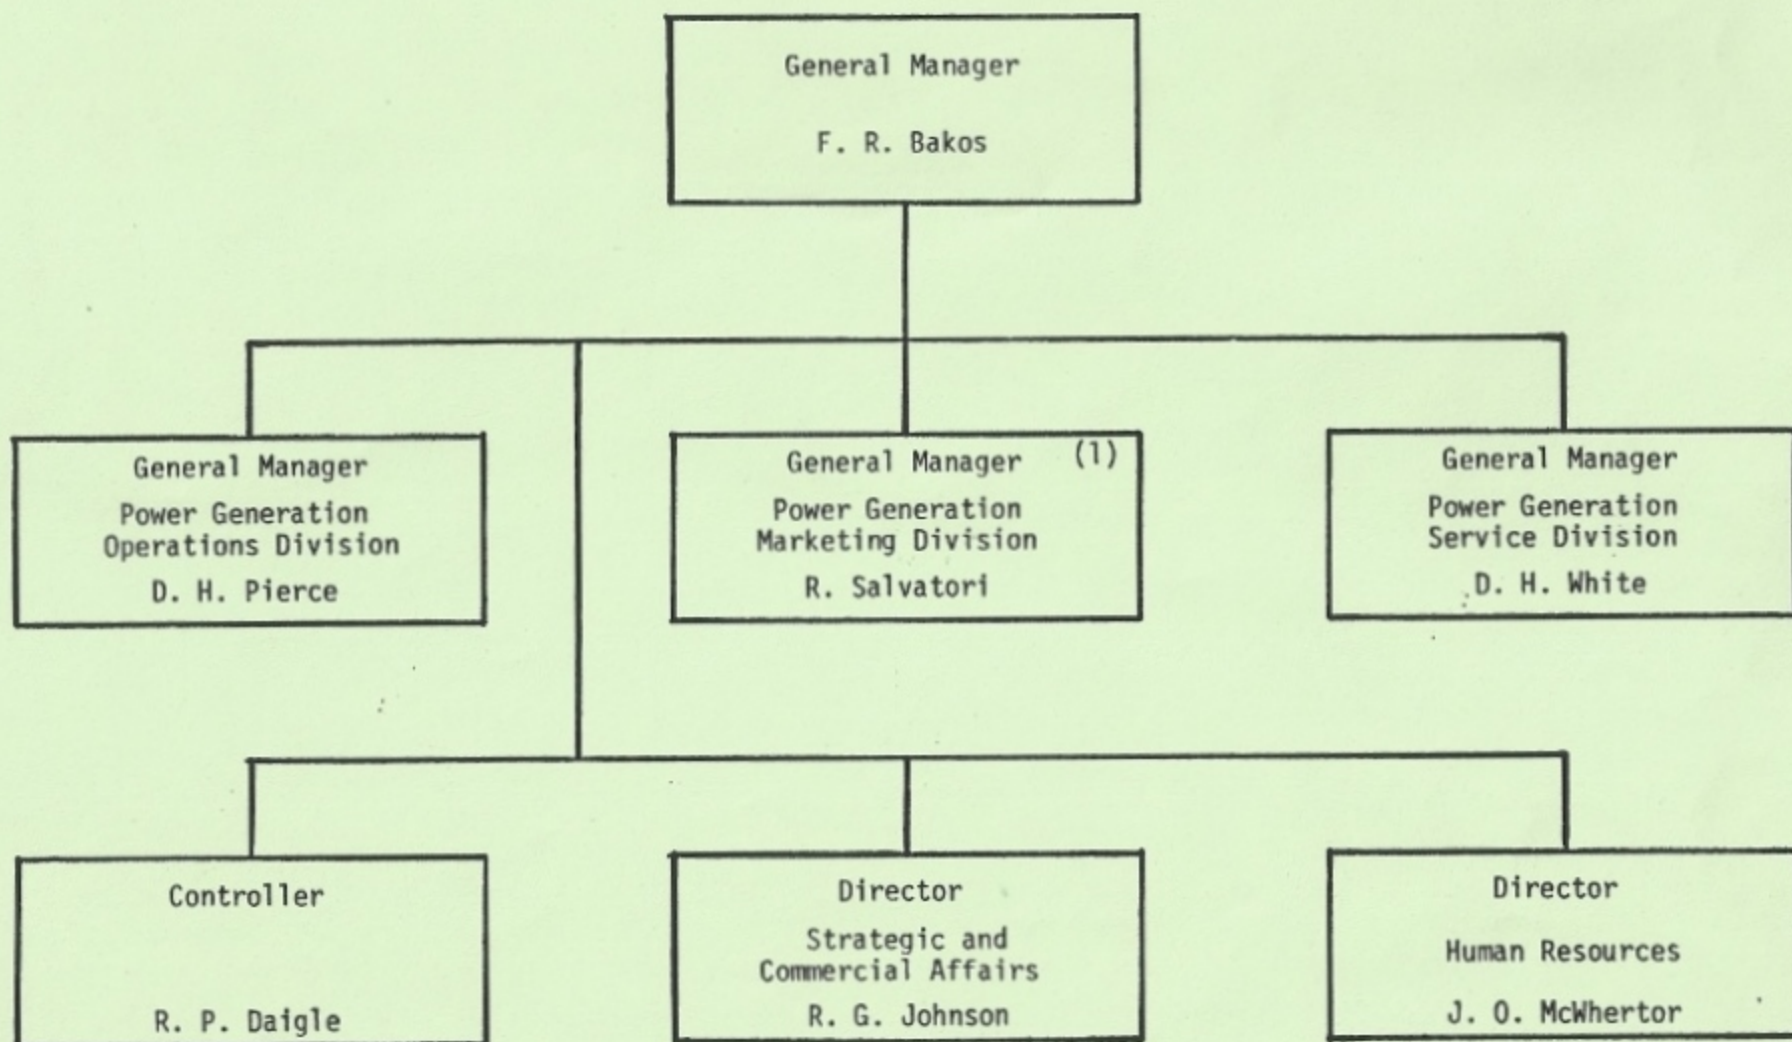 General Manager
F. R. Bakos
General Manager
Power Generation
Operations Division
D. H. Pierce
General Manager (1)
Power Generation
Marketing Division
R. Salvatori
General Manager
Power Generation
Service Division
D. H. White
Controller
R. P. Daigle
Director
Strategic and
Commercial Affairs
R. G. Johnson
Director
Human Resources
J. O. McWhertor